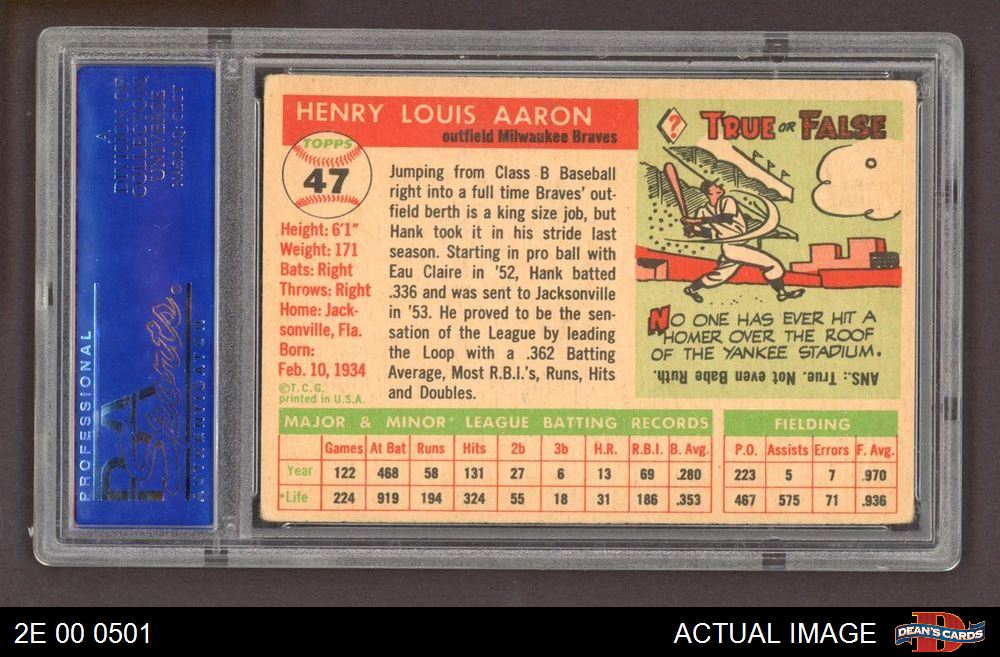 A
DIVISION OF
COLLECTORS
UNIVERSE
NASDAQ: CLCT
PROFESSIONAL
PSA
Sports
AUTHENTICATOR
HENRY LOUIS AARON
outfield Milwaukee Braves
TOPPS
47
Height: 6'1"
Weight: 171
Bats: Right
Throws: Right
Home: Jack-
sonville, Fla.
Born:
Feb. 10, 1934
©T.C.G.
printed in U.S.A.
Jumping from Class B Baseball
right into a full time Braves' out-
field berth is a king size job, but
Hank took it in his stride last
season. Starting in pro ball with
Eau Claire in '52, Hank batted
.336 and was sent to Jacksonville
in '53. He proved to be the sen-
sation of the League by leading
the Loop with a .362 Batting
Average, Most R.B.I.'s, Runs, Hits
and Doubles.
? TRUE OR FALSE
NO ONE HAS EVER HIT A
HOMER OVER THE ROOF
OF THE YANKEE STADIUM.
ANS.: True. Not even Babe Ruth.
MAJOR & MINOR LEAGUE BATTING RECORDS
Games At Bat Runs Hits 2b 3b H.R. R.B.I. B. Avg.
Year 122 468 58 131 27 6 13 69 .280
Life 224 919 194 324 55 18 31 186 .353
FIELDING
P.O. Assists Errors F. Avg.
223 5 7 .970
467 575 71 .936
2E 00 0501
ACTUAL IMAGE
D
DEAN'S CARDS